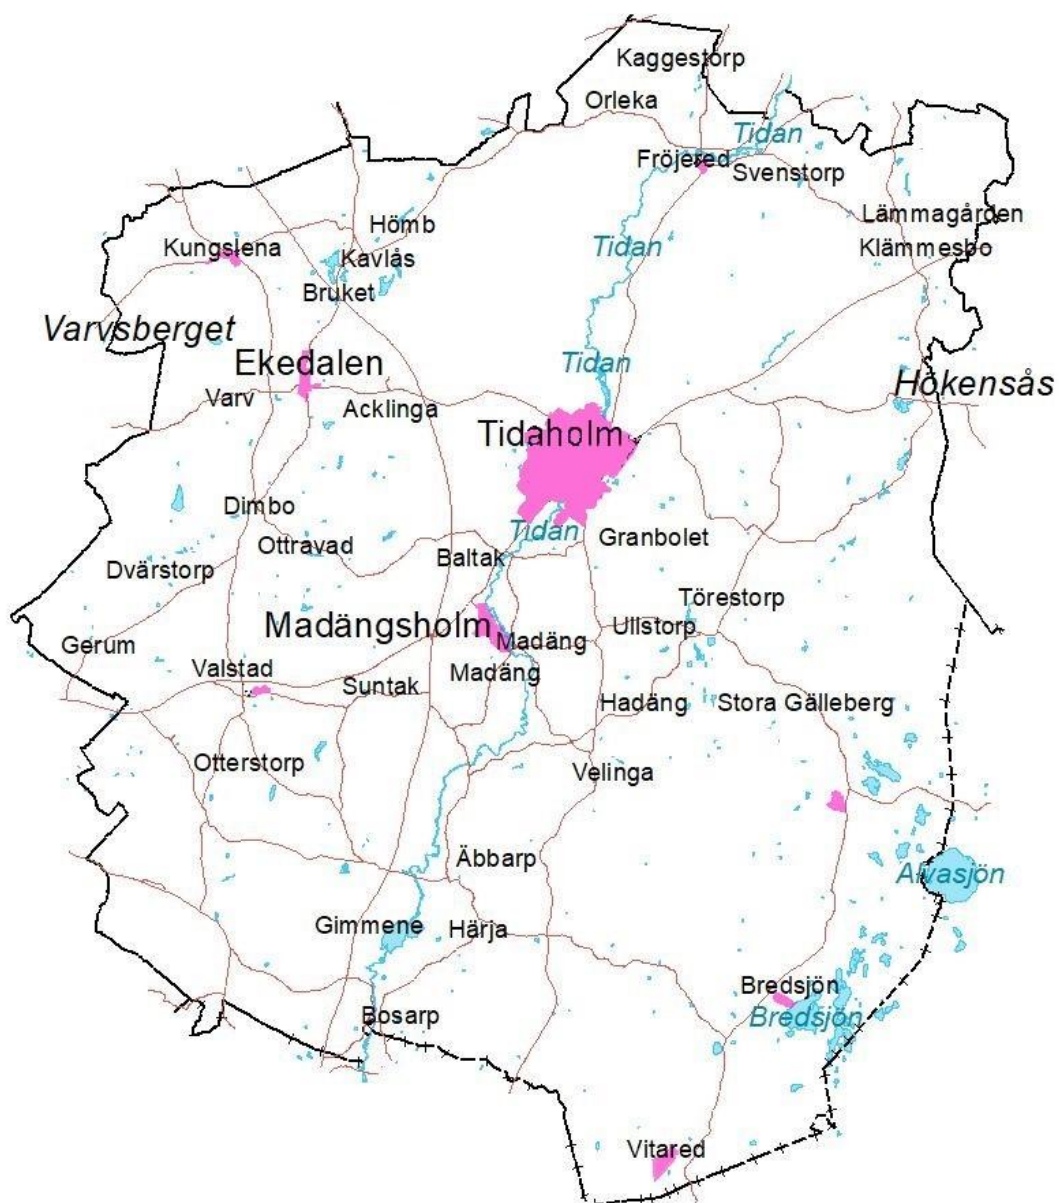 Kaggestorp
Orleka
Tidan
Fröjered
Svenstorp
Lämmagården
Hömb
Kungslena
Tidan
Klämmesbo
Kavlås
Bruket
Varvsberget
Ekedalen
Tidan
Hökensås
Varv
Acklinga
Tidaholm
Dimbo
Tidan
Granbolet
Ottravad
Baltak
Dvärstorp
Törestorp
Madängsholm
Ullstorp
Gerum
Madäng
Valstad
Madäng
Suntak
Hadäng
Stora Gälleberg
Otterstorp
Velinga
Äbbarp
Alvasjön
Gimmene
Härja
Bredsjön
Bosarp
Bredsjön
Vitared